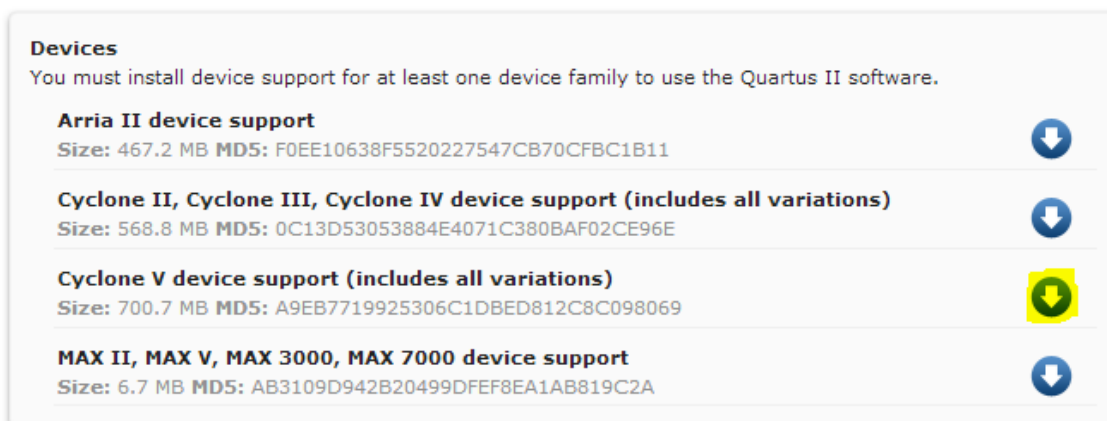 Devices
You must install device support for at least one device family to use the Quartus II software.
Arria II device support
Size: 467.2 MB MD5: F0EE10638F5520227547CB70CFBC1B11
Cyclone II, Cyclone III, Cyclone IV device support (includes all variations)
Size: 568.8 MB MD5: 0C13D53053884E4071C380BAF02CE96E
Cyclone V device support (includes all variations)
Size: 700.7 MB MD5: A9EB7719925306C1DBED812C8C098069
MAX II, MAX V, MAX 3000, MAX 7000 device support
Size: 6.7 MB MD5: AB3109D942B20499DFEF8EA1AB819C2A